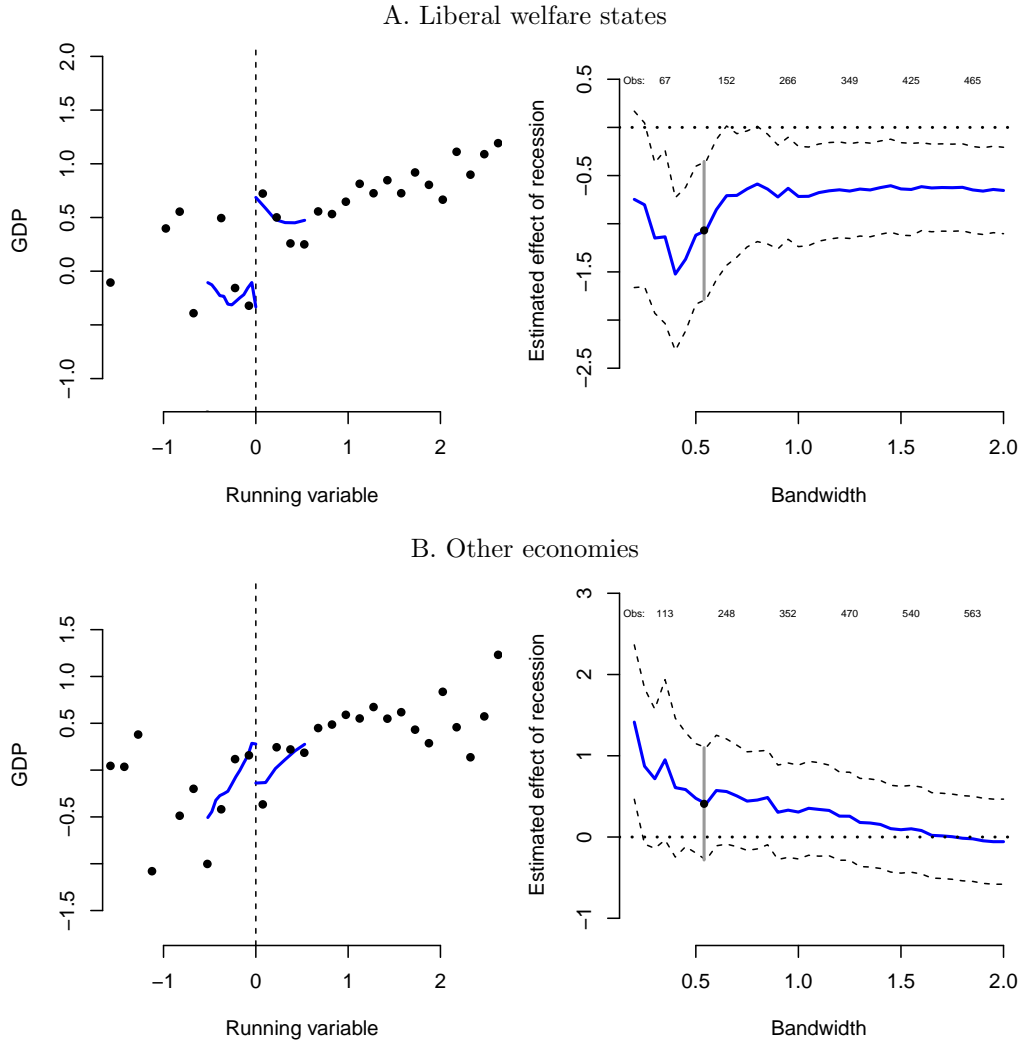 A. Liberal welfare states
GDP
2.0
1.5
1.0
0.5
0.0
−1.0
−1 0 1 2
Running variable
Estimated effect of recession
0.5
−0.5
−1.5
−2.5
Obs: 67 152 266 349 425 465
0.5 1.0 1.5 2.0
Bandwidth
B. Other economies
GDP
1.5
1.0
0.5
−0.5
−1.5
−1 0 1 2
Running variable
Estimated effect of recession
3
2
1
0
−1
Obs: 113 248 352 470 540 563
0.5 1.0 1.5 2.0
Bandwidth